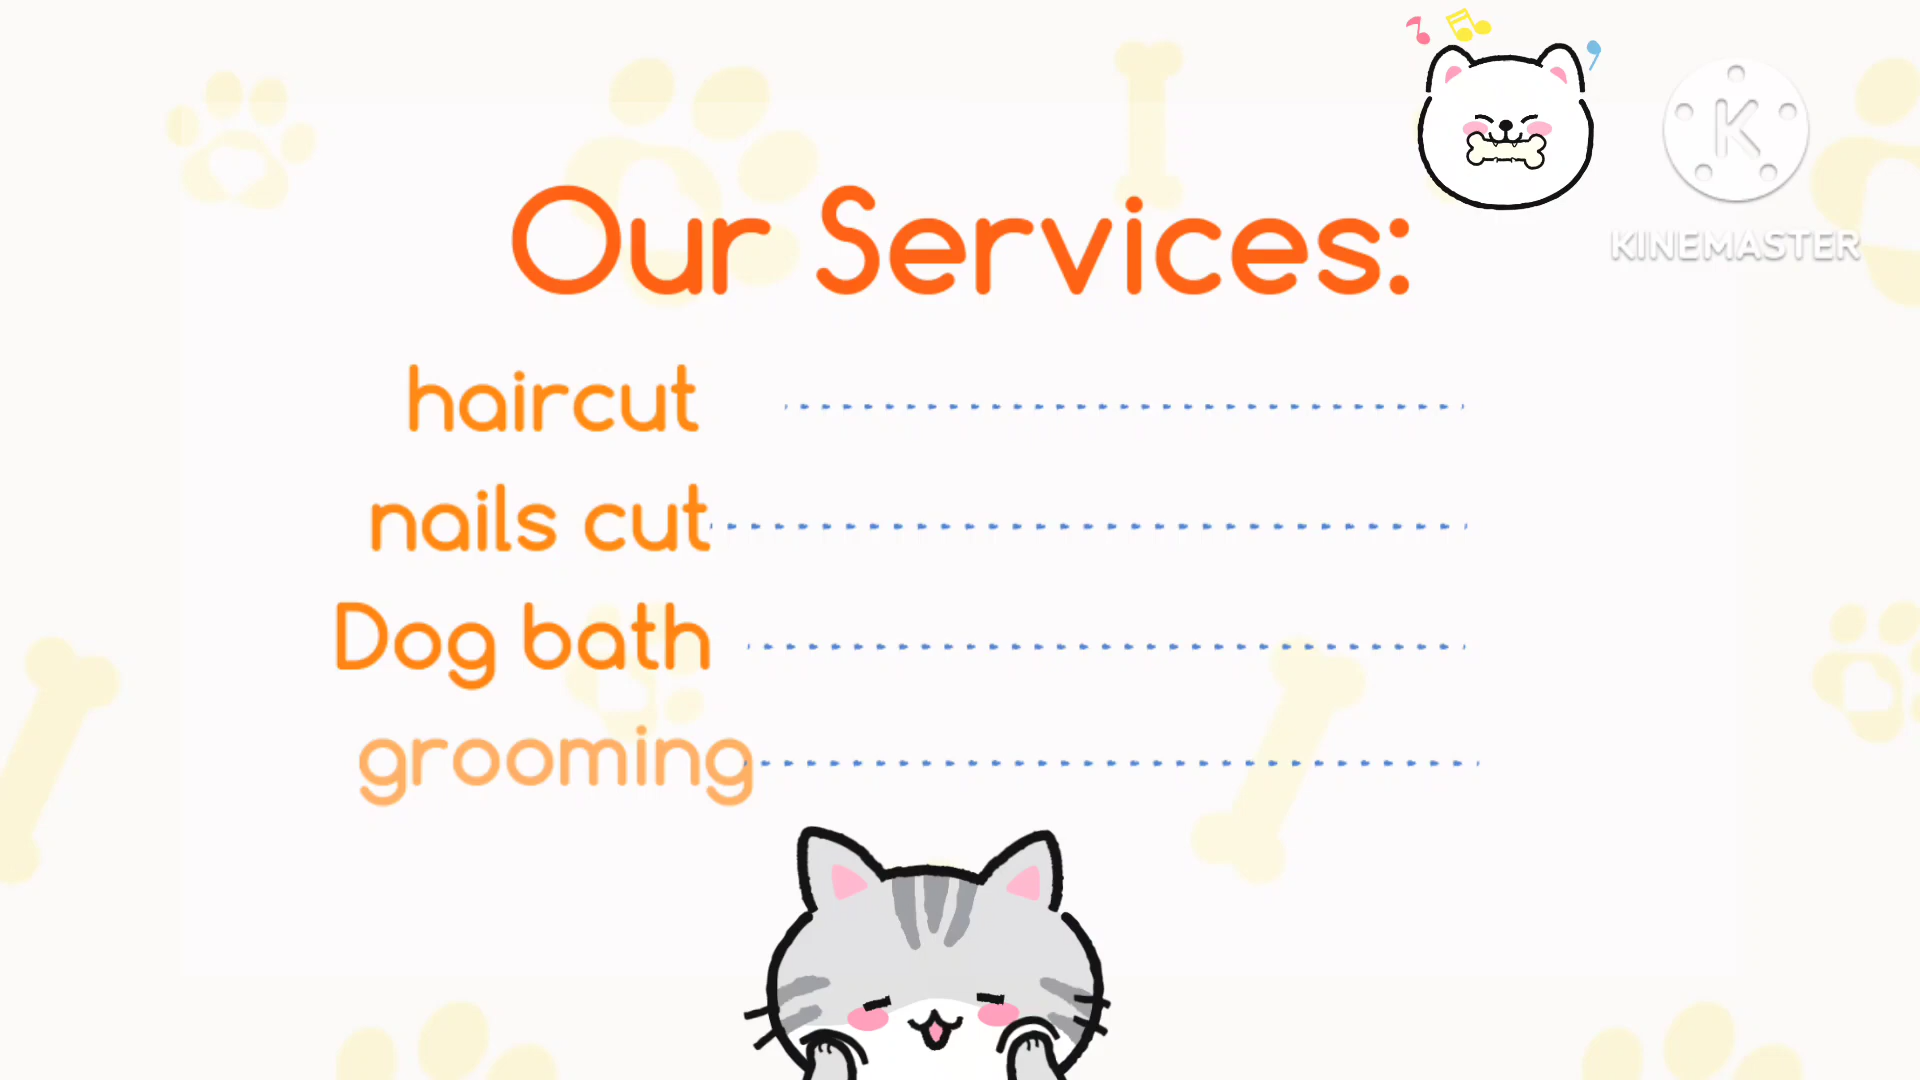 Our Services:
K
KINEMASTER
haircut
nails cut
Dog bath
grooming